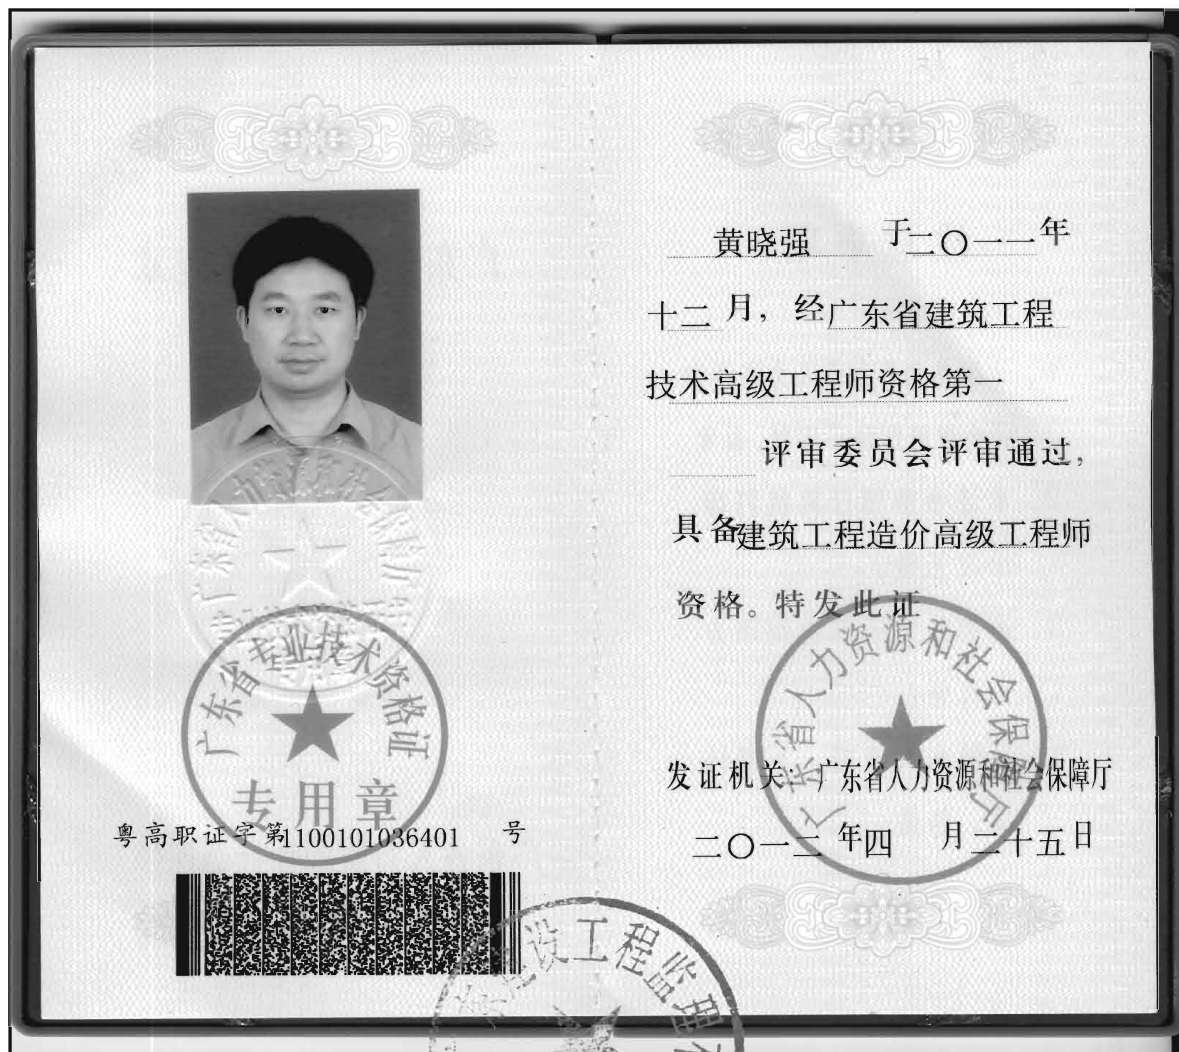 广东省专业技术资格证
专用章
粤高职证字第1100101036401号
黄晓强 于二〇一一年
十二月，经广东省建筑工程
技术高级工程师资格第一
评审委员会评审通过，
具备建筑工程造价高级工程师
资格。特发此证
广东省人力资源和社会保障厅
发证机关：广东省人力资源和社会保障厅
二〇一二年四月二十五日
建设工程监理